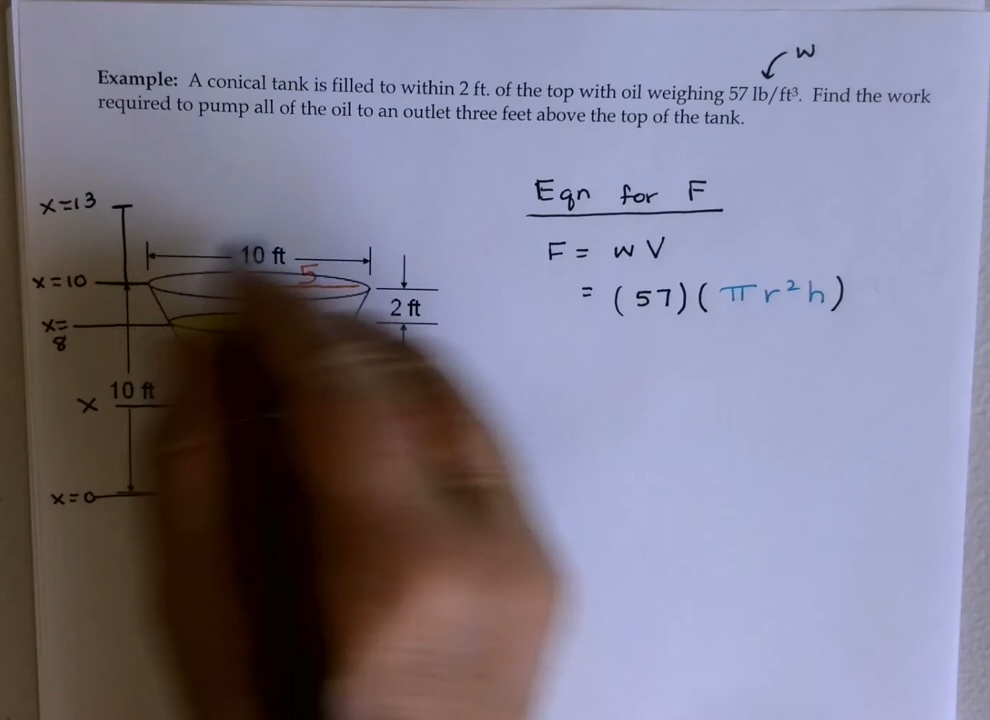 w
Example: A conical tank is filled to within 2 ft. of the top with oil weighing 57 lb/ft³. Find the work
required to pump all of the oil to an outlet three feet above the top of the tank.
x=13
Eqn for F
10 ft
F = w V
x=10
5
2 ft
= (57)(πr²h)
x=
8
10 ft
x
x=0